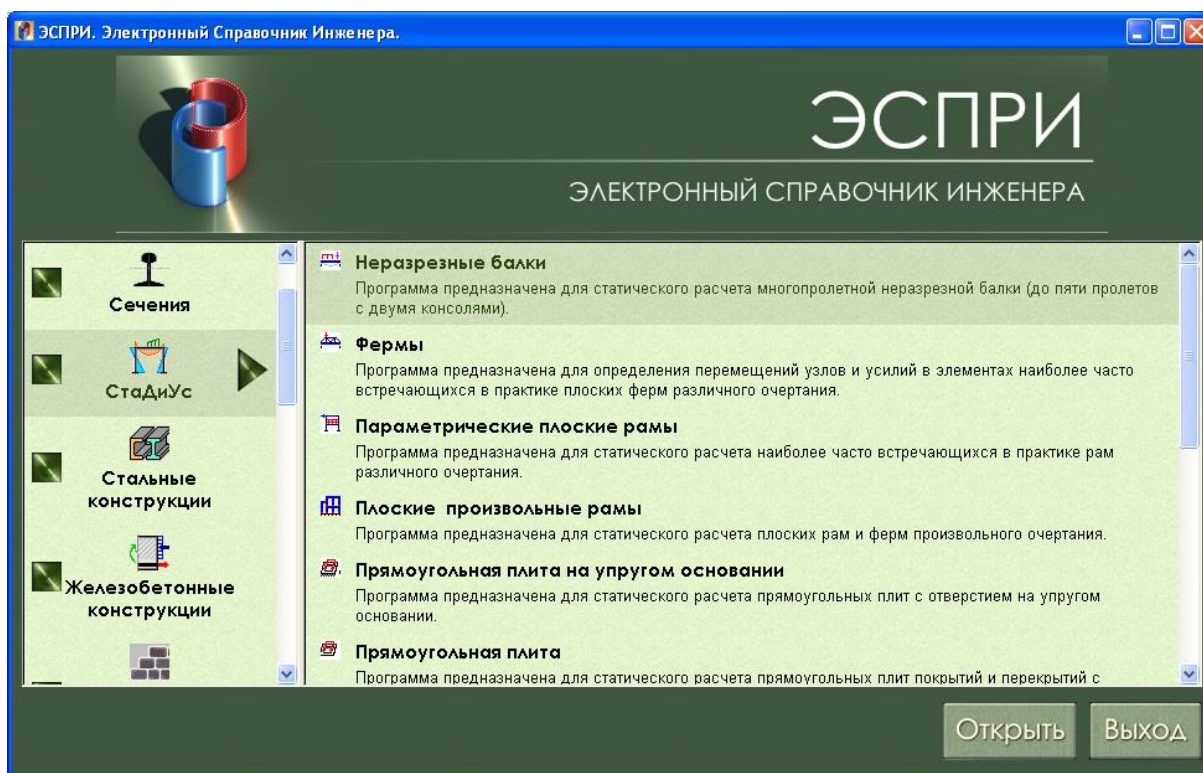 ЭСПРИ. Электронный Справочник Инженера.
ЭСПРИ
ЭЛЕКТРОННЫЙ СПРАВОЧНИК ИНЖЕНЕРА
Сечения
СтаДиУс
Стальные
конструкции
Железобетонные
конструкции
Неразрезные балки
Программа предназначена для статического расчета многопролетной неразрезной балки (до пяти пролетов
с двумя консолями).
Фермы
Программа предназначена для определения перемещений узлов и усилий в элементах наиболее часто
встречающихся в практике плоских ферм различного очертания.
Параметрические плоские рамы
Программа предназначена для статического расчета наиболее часто встречающихся в практике рам
различного очертания.
Плоские произвольные рамы
Программа предназначена для статического расчета плоских рам и ферм произвольного очертания.
Прямоугольная плита на упругом основании
Программа предназначена для статического расчета прямоугольных плит с отверстием на упругом
основании.
Прямоугольная плита
Программа предназначена для статического расчета прямоугольных плит покрытий и перекрытий с
Открыть
Выход